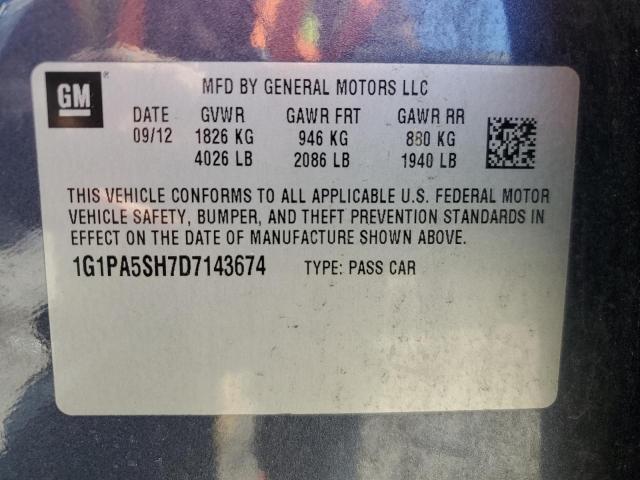 GM ®
MFD BY GENERAL MOTORS LLC
DATE GVWR GAWR FRT GAWR RR
09/12 1826 KG 946 KG 880 KG
4026 LB 2086 LB 1940 LB
THIS VEHICLE CONFORMS TO ALL APPLICABLE U.S. FEDERAL MOTOR
VEHICLE SAFETY, BUMPER, AND THEFT PREVENTION STANDARDS IN
EFFECT ON THE DATE OF MANUFACTURE SHOWN ABOVE.
1G1PA5SH7D7143674 TYPE: PASS CAR